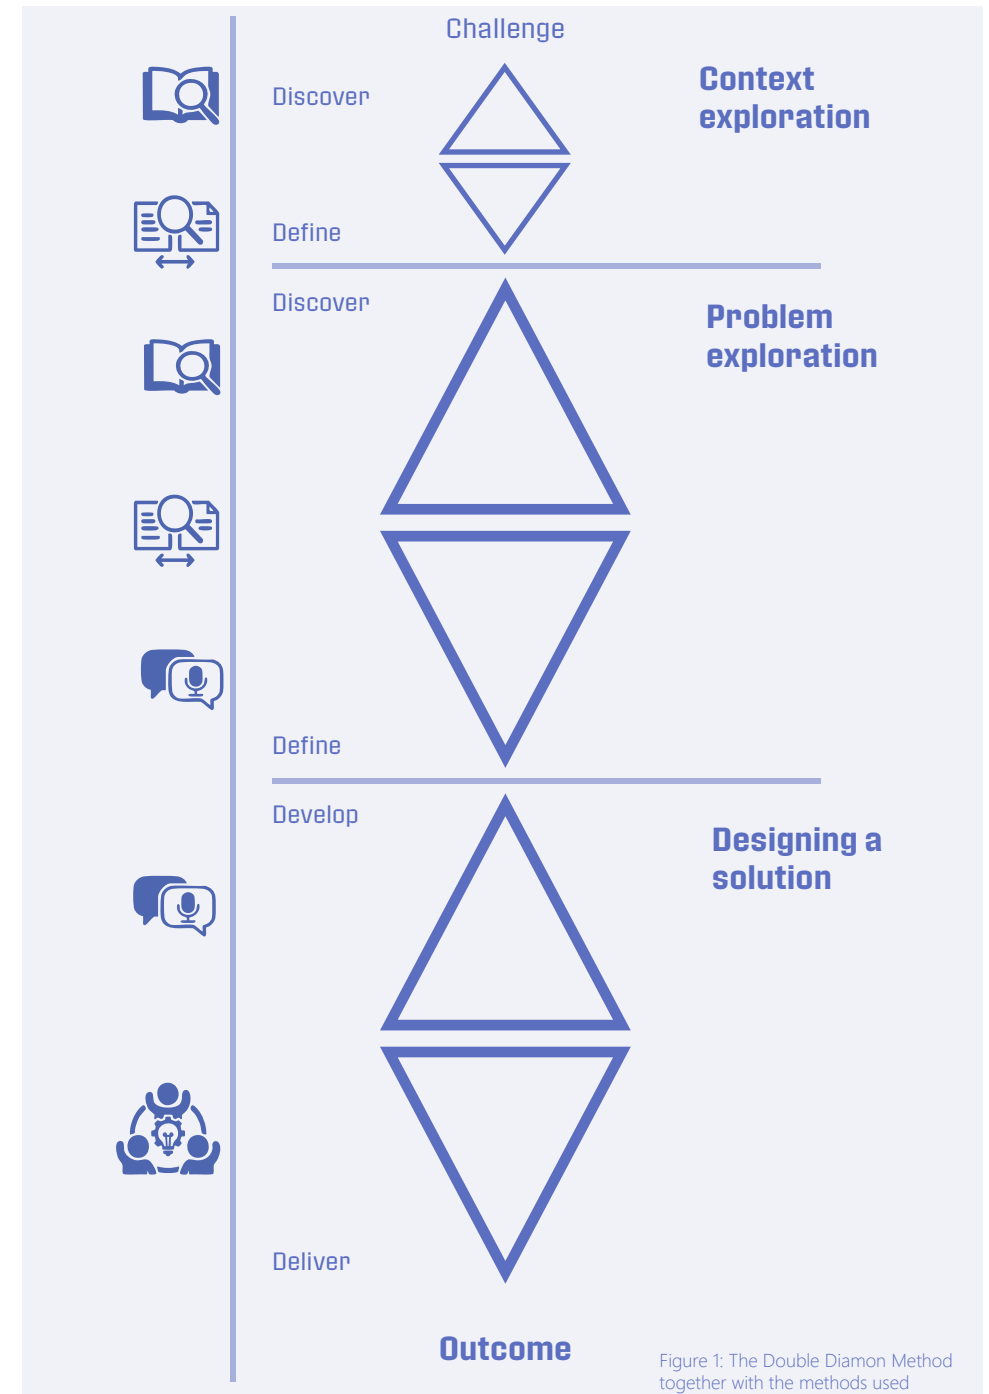 Challenge
Discover
Context
exploration
Define
Discover
Problem
exploration
Define
Develop
Designing a
solution
Deliver
Outcome
Figure 1: The Double Diamon Method
together with the methods used